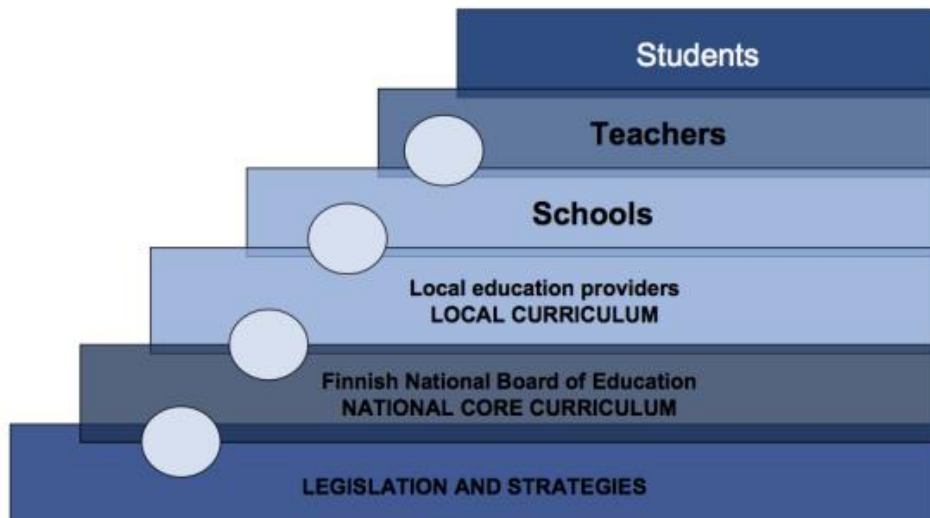 Students
Teachers
Schools
Local education providers
LOCAL CURRICULUM
Finnish National Board of Education
NATIONAL CORE CURRICULUM
LEGISLATION AND STRATEGIES